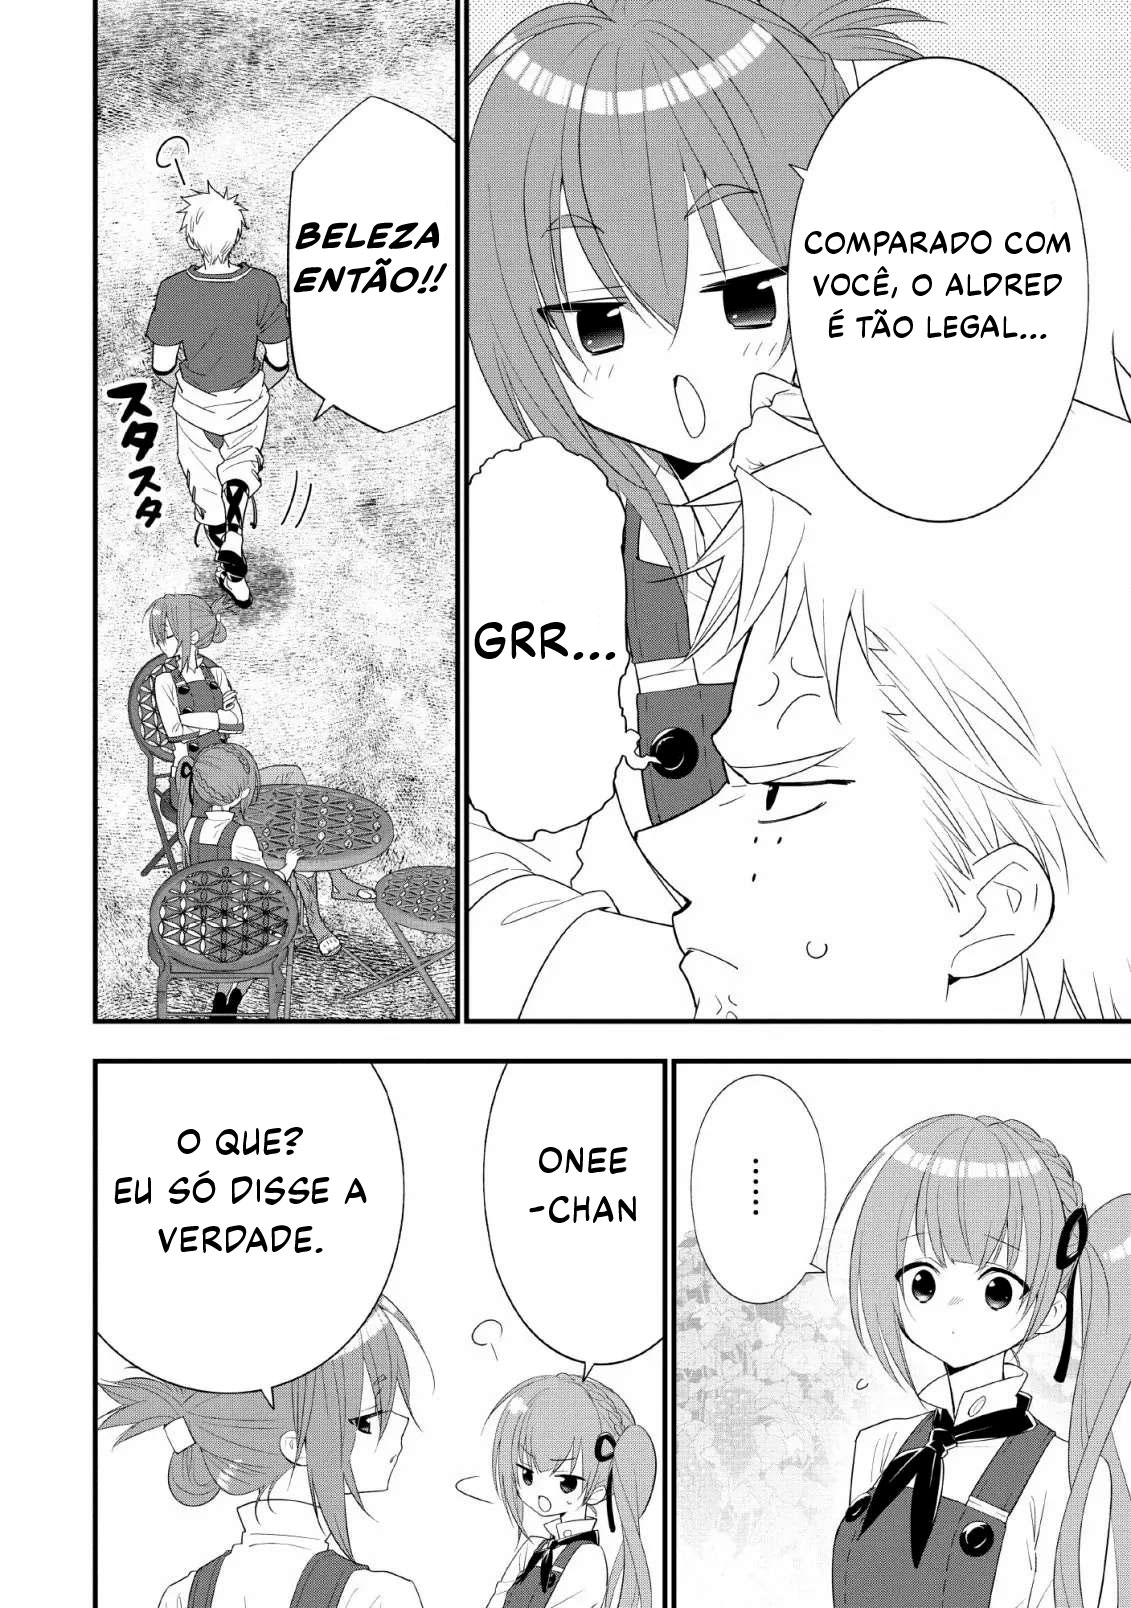 COMPARADO COM
VOCÊ, O ALDRED
É TÃO LEGAL...
GRR...
BELEZA
ENTÃO!!
スタスタ
......
ONEE
-CHAN
O QUE?
EU SÓ DISSE A
VERDADE.